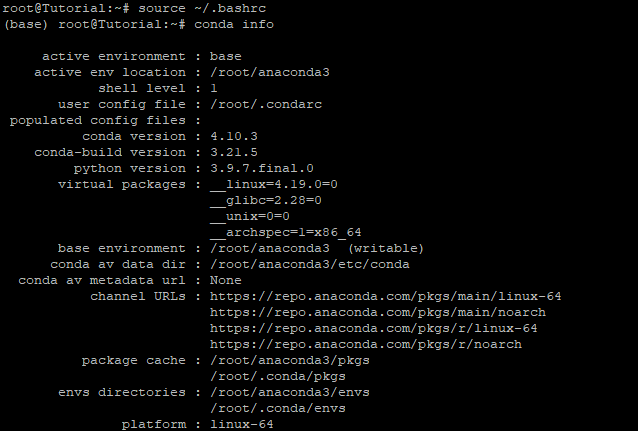 root@Tutorial:~# source ~/.bashrc
(base) root@Tutorial:~# conda info
active environment : base
active env location : /root/anaconda3
shell level : 1
user config file : /root/.condarc
populated config files :
conda version : 4.10.3
conda-build version : 3.21.5
python version : 3.9.7.final.0
virtual packages : __linux=4.19.0=0
__glibc=2.28=0
__unix=0=0
__archspec=1=x86_64
base environment : /root/anaconda3  (writable)
conda av data dir : /root/anaconda3/etc/conda
conda av metadata url : None
channel URLs : https://repo.anaconda.com/pkgs/main/linux-64
https://repo.anaconda.com/pkgs/main/noarch
https://repo.anaconda.com/pkgs/r/linux-64
https://repo.anaconda.com/pkgs/r/noarch
package cache : /root/anaconda3/pkgs
/root/.conda/pkgs
envs directories : /root/anaconda3/envs
/root/.conda/envs
platform : linux-64